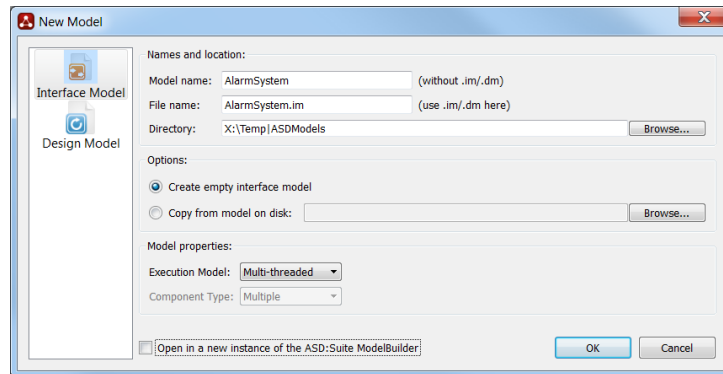 New Model
Interface Model
Design Model
Names and location:
Model name: AlarmSystem (without .im/.dm)
File name: AlarmSystem.im (use .im/.dm here)
Directory: X:\Temp|ASDModels Browse...
Options:
Create empty interface model
Copy from model on disk: Browse...
Model properties:
Execution Model: Multi-threaded
Component Type: Multiple
Open in a new instance of the ASD:Suite ModelBuilder OK Cancel